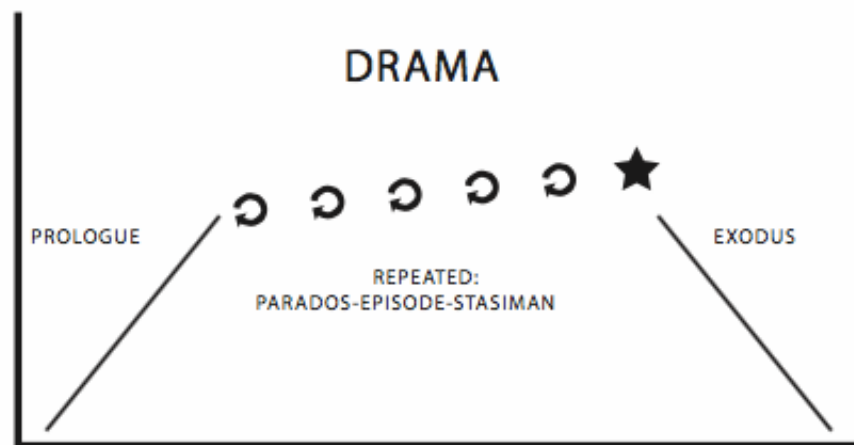 DRAMA
PROLOGUE
EXODUS
REPEATED:
PARADOS-EPISODE-STASIMAN